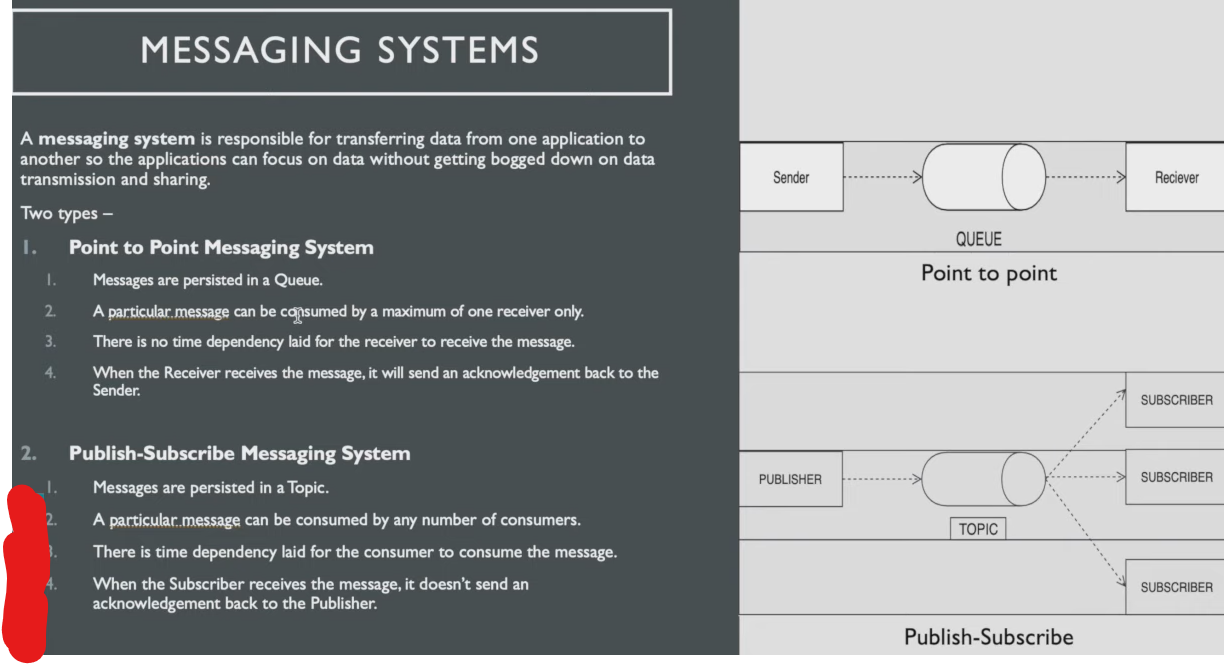 MESSAGING SYSTEMS
A messaging system is responsible for transferring data from one application to
another so the applications can focus on data without getting bogged down on data
transmission and sharing.
Two types –
1. Point to Point Messaging System
1. Messages are persisted in a Queue.
2. A particular message can be consumed by a maximum of one receiver only.
3. There is no time dependency laid for the receiver to receive the message.
4. When the Receiver receives the message, it will send an acknowledgement back to the
Sender.
2. Publish-Subscribe Messaging System
1. Messages are persisted in a Topic.
2. A particular message can be consumed by any number of consumers.
3. There is time dependency laid for the consumer to consume the message.
4. When the Subscriber receives the message, it doesn't send an
acknowledgement back to the Publisher.
Sender
Reciever
QUEUE
Point to point
SUBSCRIBER
PUBLISHER
SUBSCRIBER
TOPIC
SUBSCRIBER
Publish-Subscribe